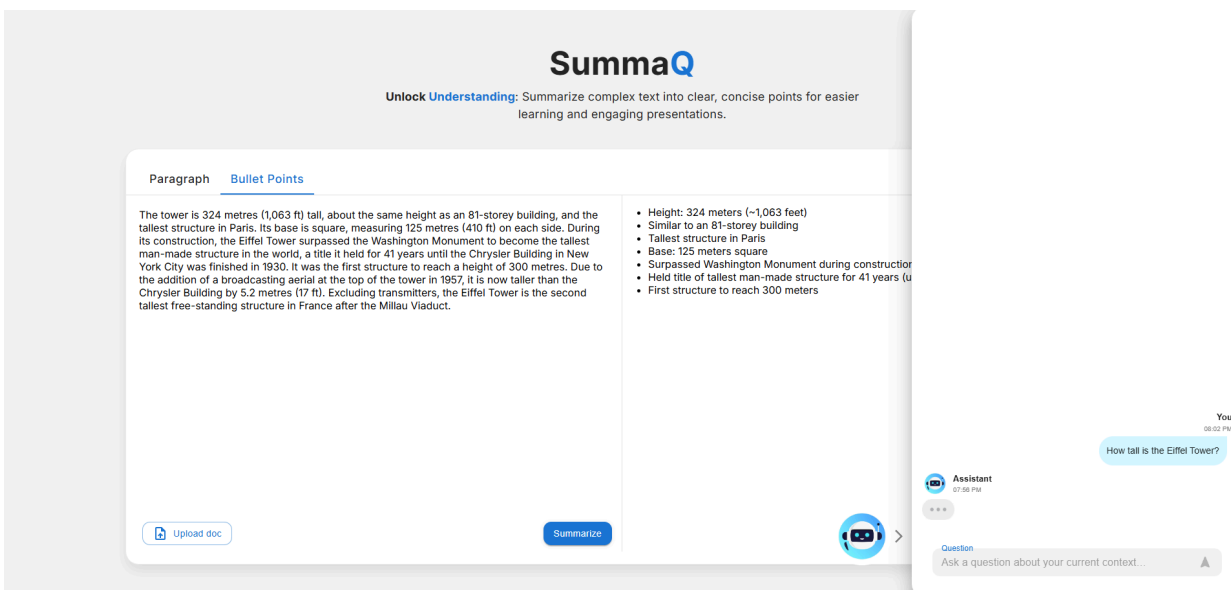 SummaQ
Unlock Understanding: Summarize complex text into clear, concise points for easier
learning and engaging presentations.
Paragraph
Bullet Points
The tower is 324 metres (1,063 ft) tall, about the same height as an 81-storey building, and the
tallest structure in Paris. Its base is square, measuring 125 metres (410 ft) on each side. During
its construction, the Eiffel Tower surpassed the Washington Monument to become the tallest
man-made structure in the world, a title it held for 41 years until the Chrysler Building in New
York City was finished in 1930. It was the first structure to reach a height of 300 metres. Due to
the addition of a broadcasting aerial at the top of the tower in 1957, it is now taller than the
Chrysler Building by 5.2 metres (17 ft). Excluding transmitters, the Eiffel Tower is the second
tallest free-standing structure in France after the Millau Viaduct.
Upload doc
Summarize
• Height: 324 meters (~1,063 feet)
• Similar to an 81-storey building
• Tallest structure in Paris
• Base: 125 meters square
• Surpassed Washington Monument during construction
• Held title of tallest man-made structure for 41 years (u
• First structure to reach 300 meters
You
08:02 PM
How tall is the Eiffel Tower?
Assistant
07:56 PM
Question
Ask a question about your current context...